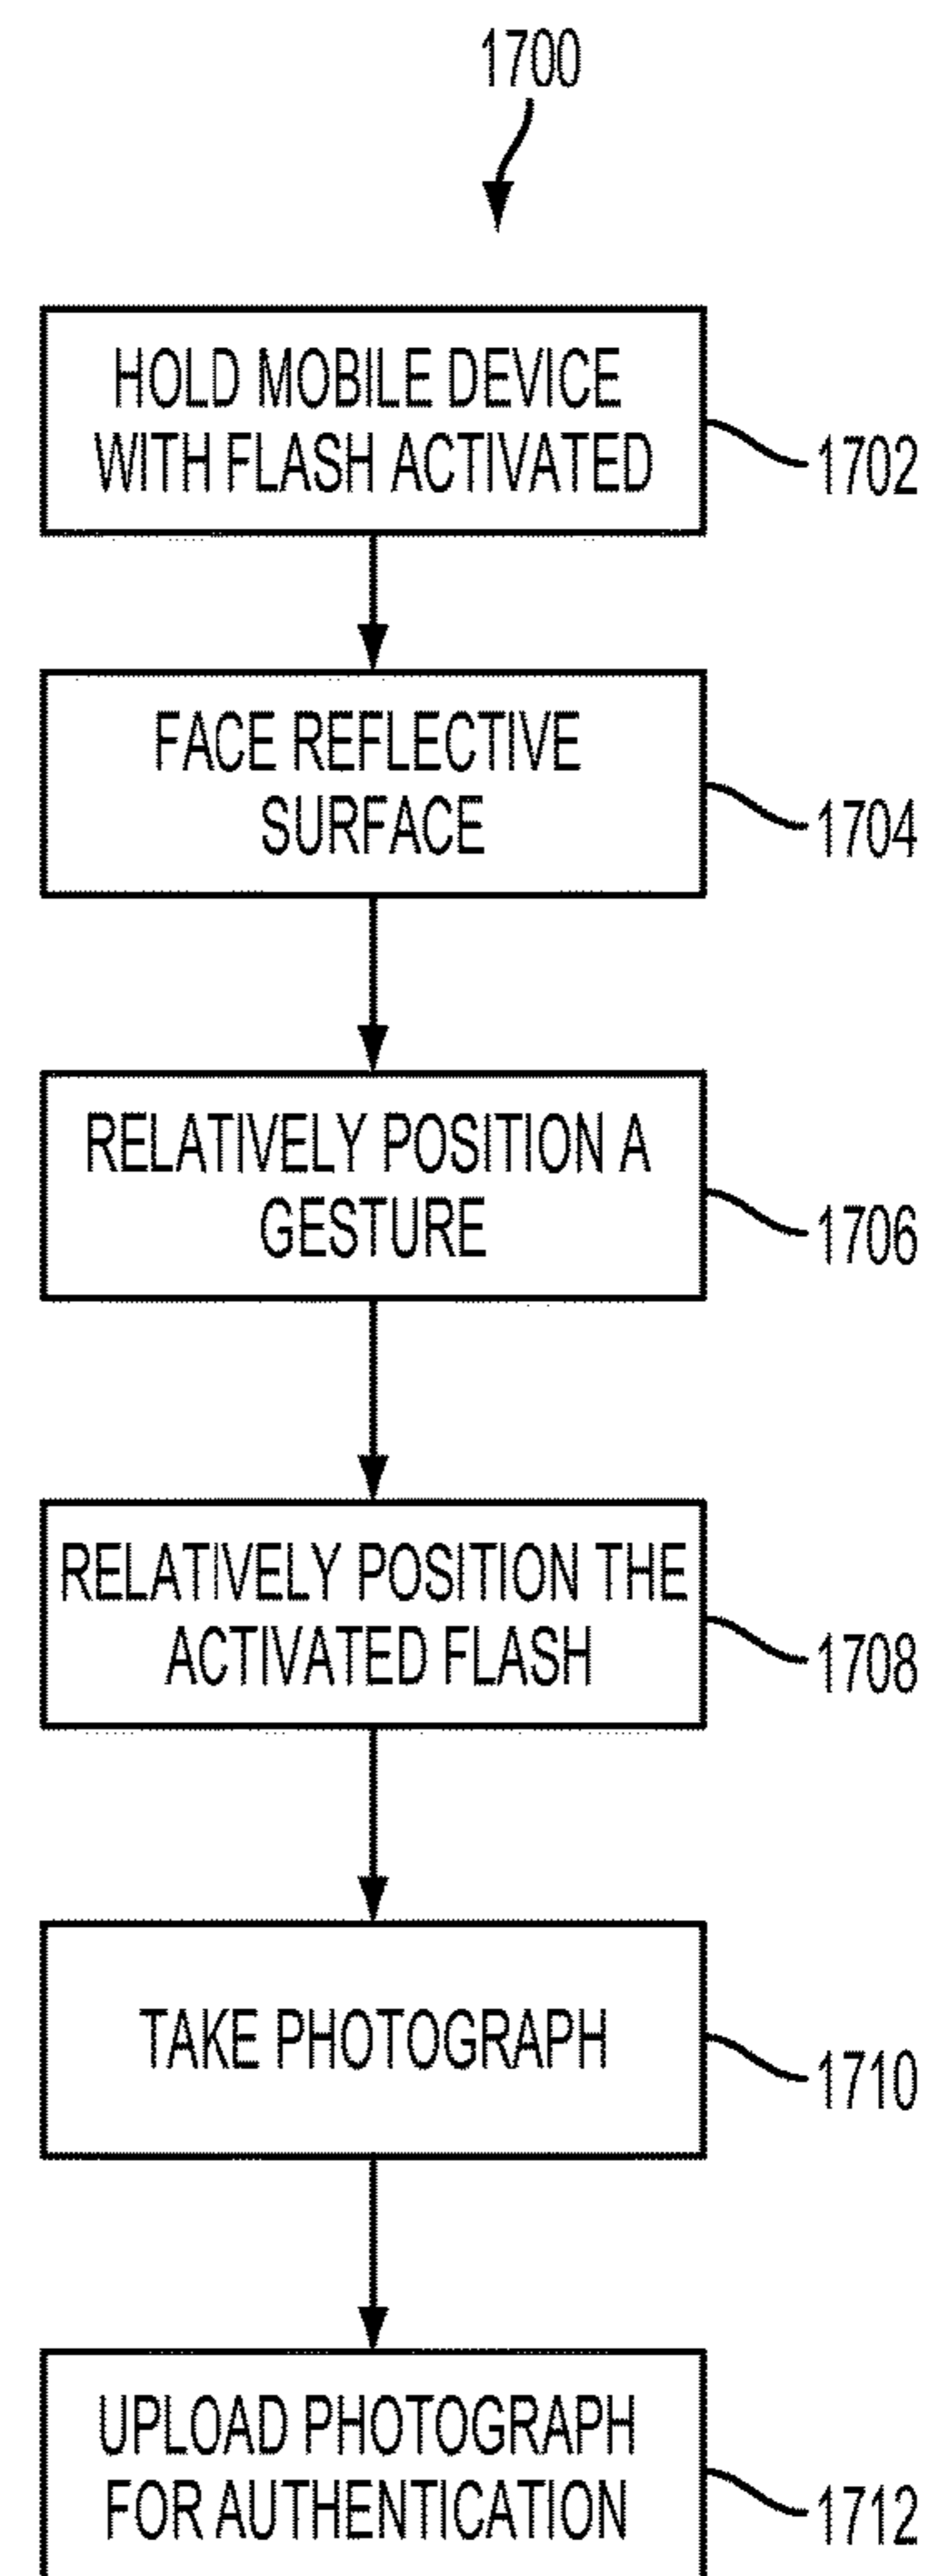 1700
HOLD MOBILE DEVICE
WITH FLASH ACTIVATED
1702
FACE REFLECTIVE
SURFACE
1704
RELATIVELY POSITION A
GESTURE
1706
RELATIVELY POSITION THE
ACTIVATED FLASH
1708
TAKE PHOTOGRAPH
1710
UPLOAD PHOTOGRAPH
FOR AUTHENTICATION
1712